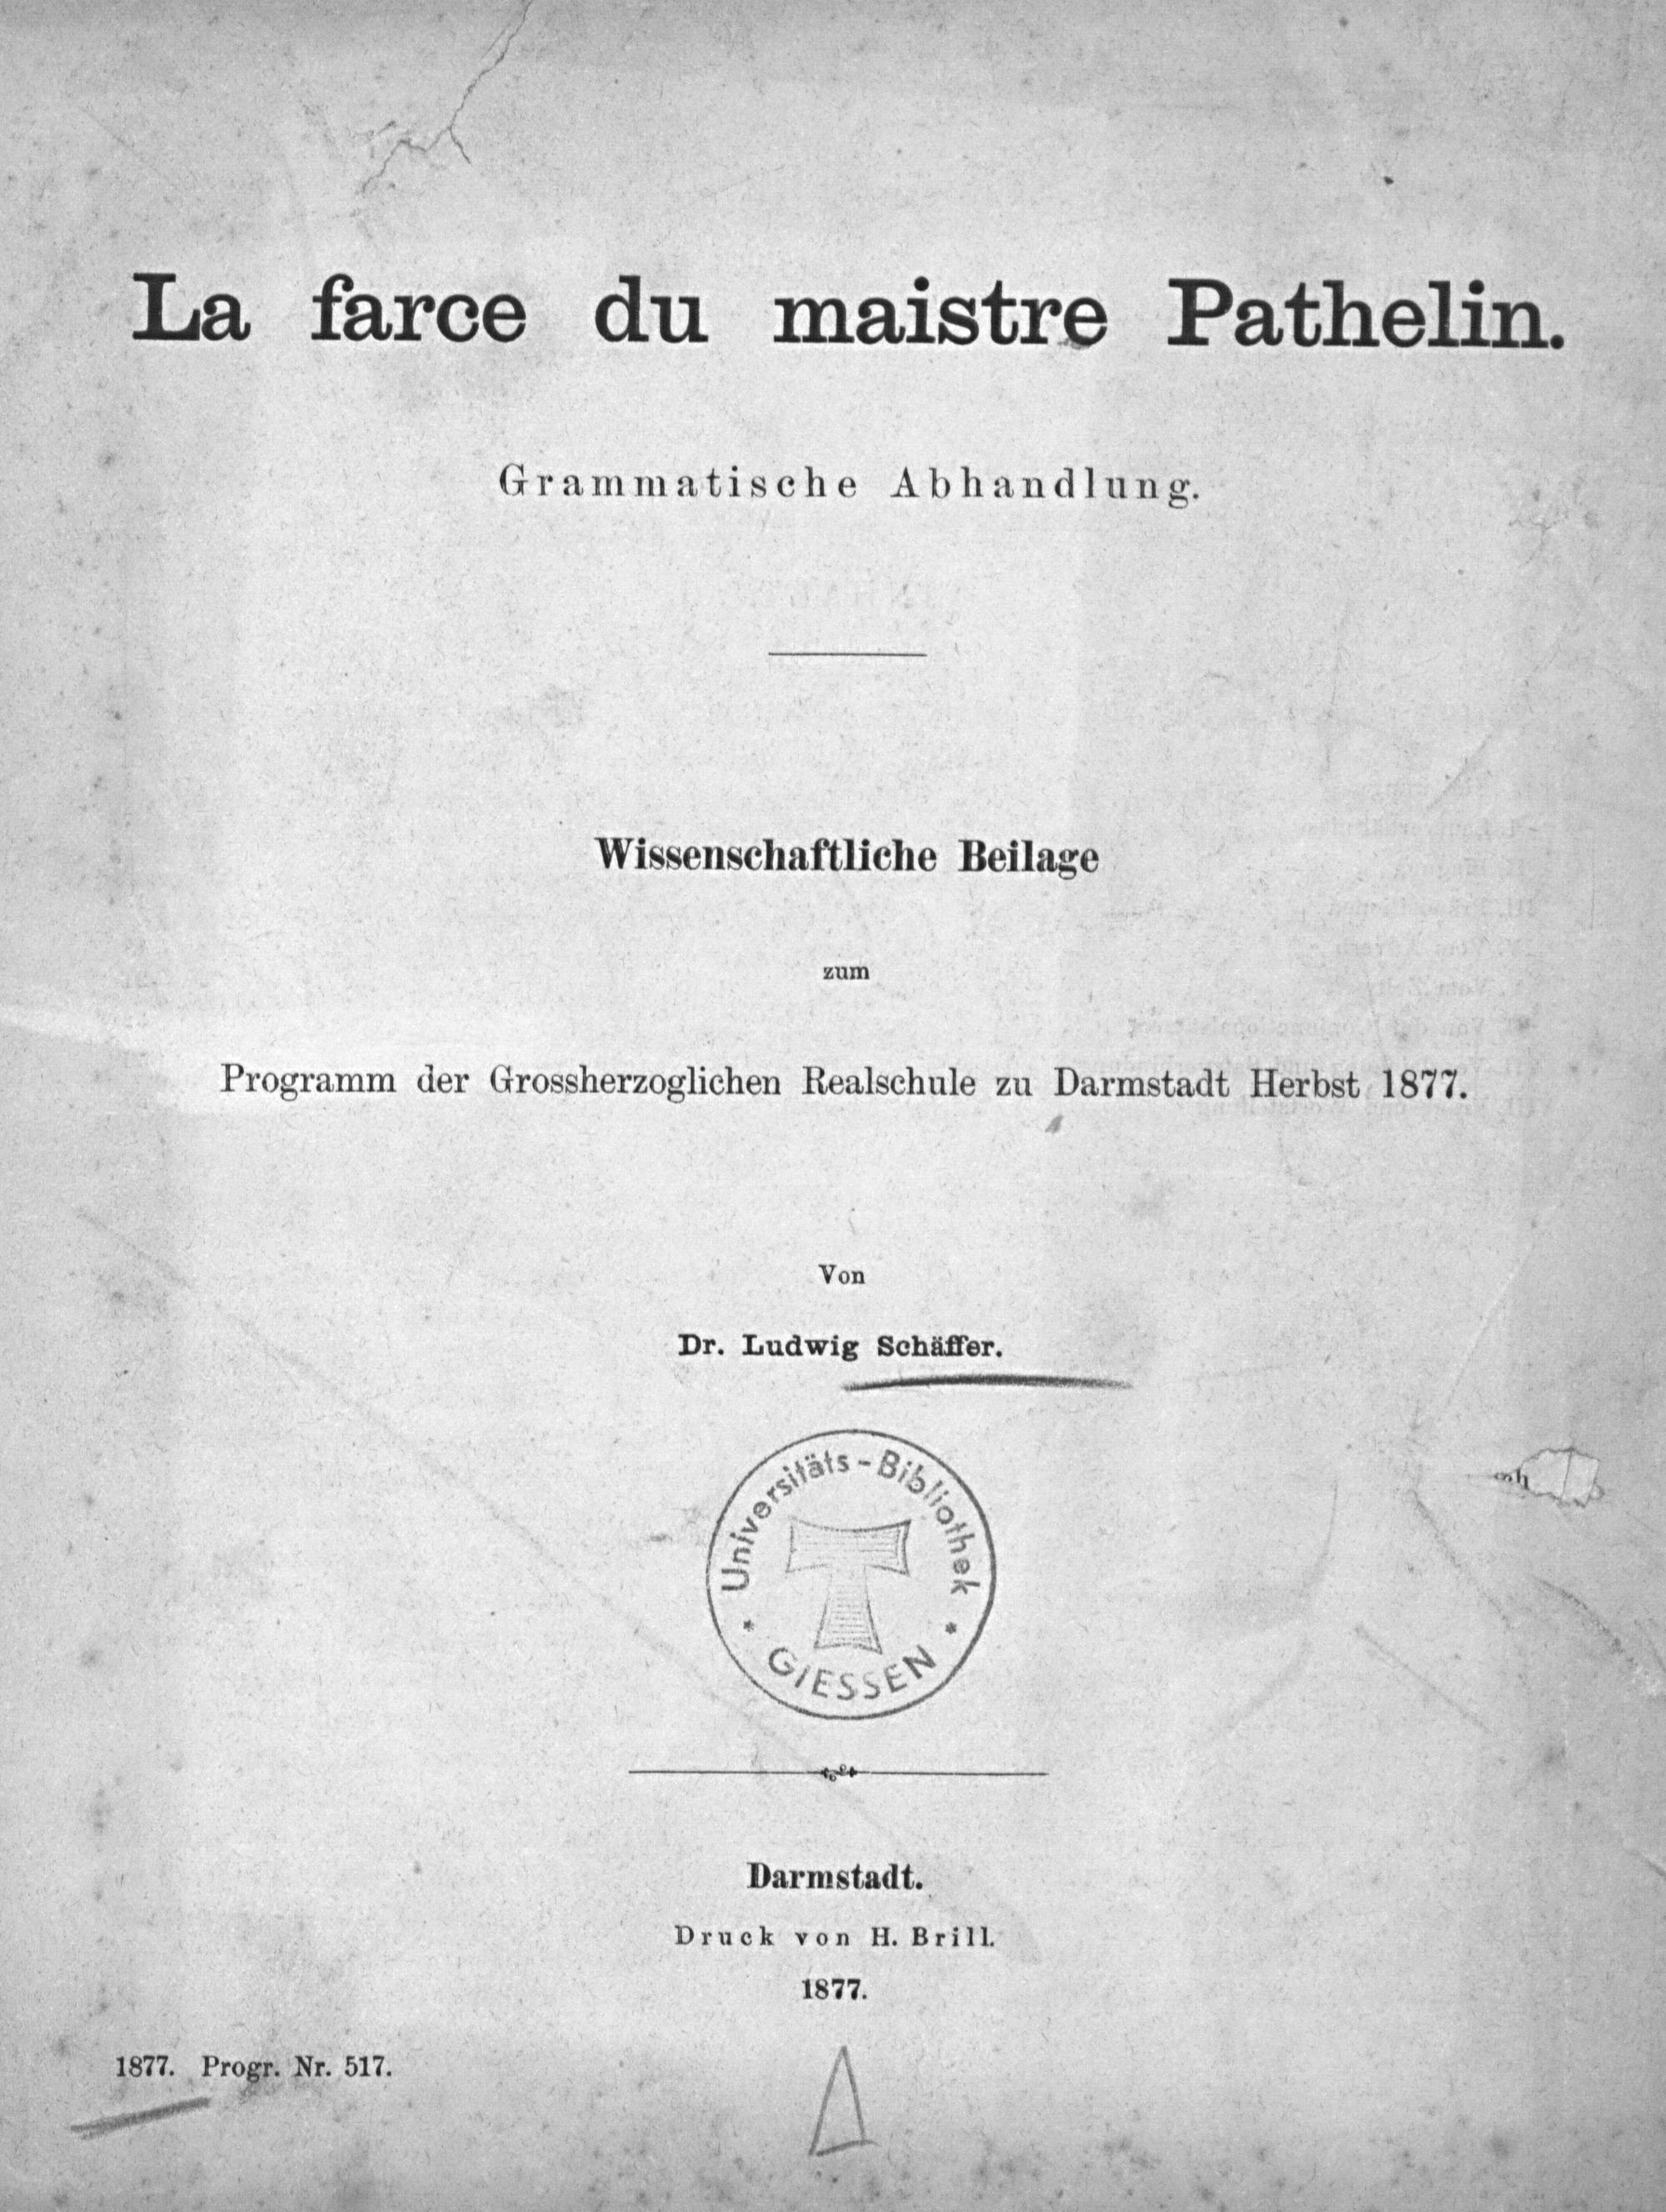 La farce du maistre Pathelin.
Grammatische Abhandlung.
Wissenschaftliche Beilage
zum
Programm der Grossherzoglichen Realschule zu Darmstadt Herbst 1877.
Von
Dr. Ludwig Schäffer.
Universitäts-Bibliothek
* GIESSEN *
Darmstadt.
Druck von H. Brill.
1877.
1877. Progr. Nr. 517.